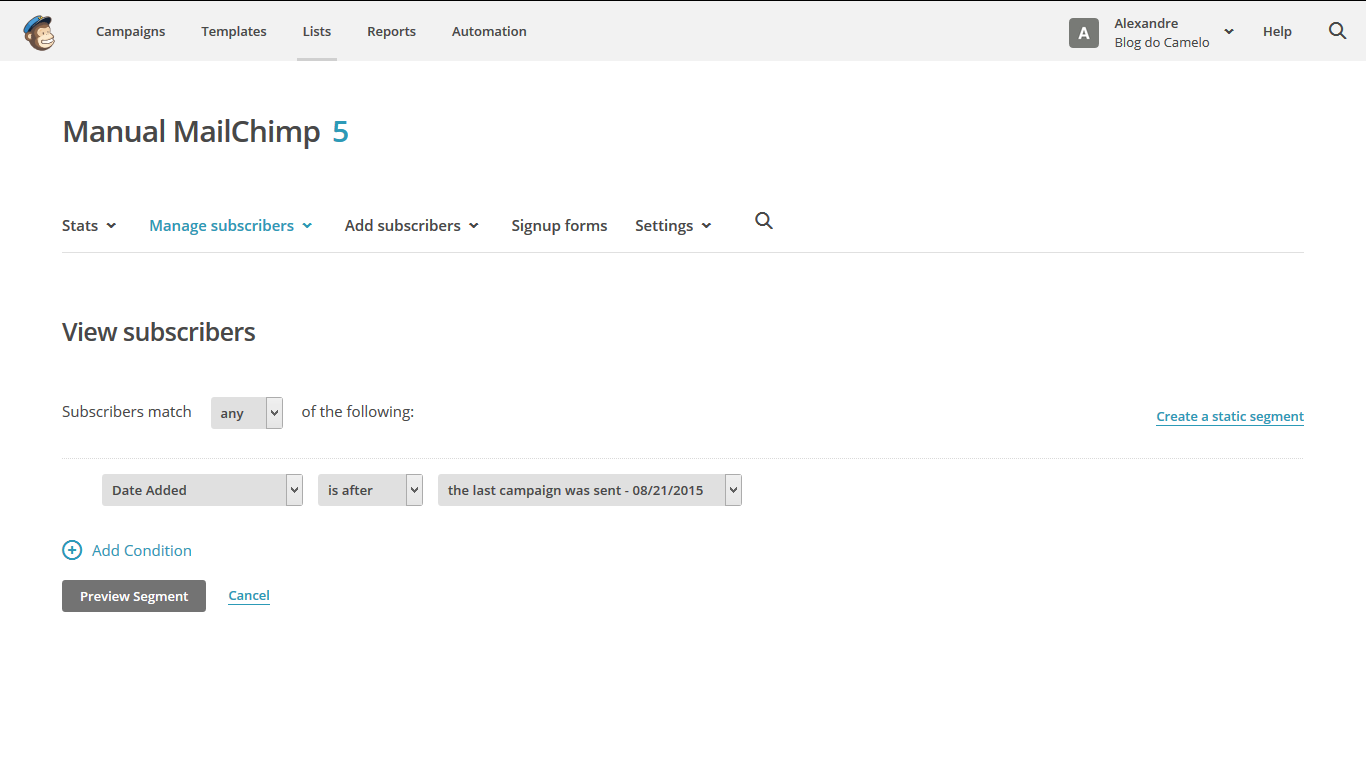 Campaigns Templates Lists Reports Automation
A
Alexandre
Blog do Camelo
Help
Manual MailChimp 5
Stats Manage subscribers Add subscribers Signup forms Settings
View subscribers
Subscribers match any of the following:
Create a static segment
Date Added is after the last campaign was sent - 08/21/2015
Add Condition
Preview Segment Cancel